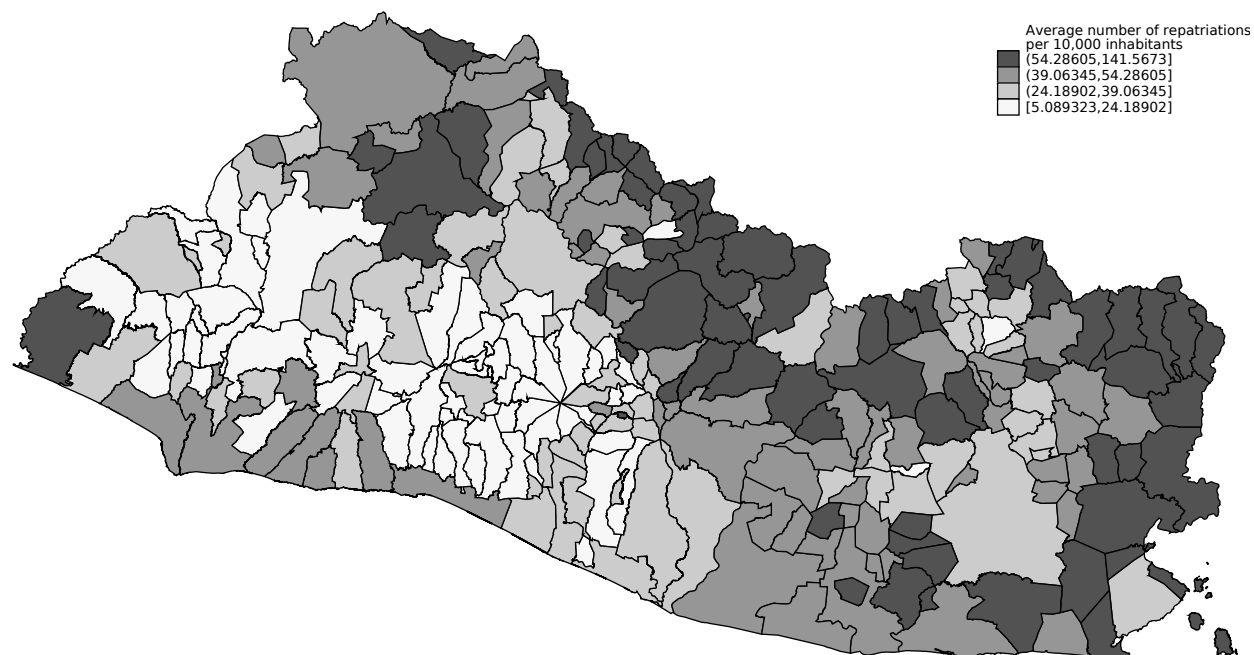 Average number of repatriations
per 10,000 inhabitants
(54.28605,141.5673]
(39.06345,54.28605]
(24.18902,39.06345]
[5.089323,24.18902]